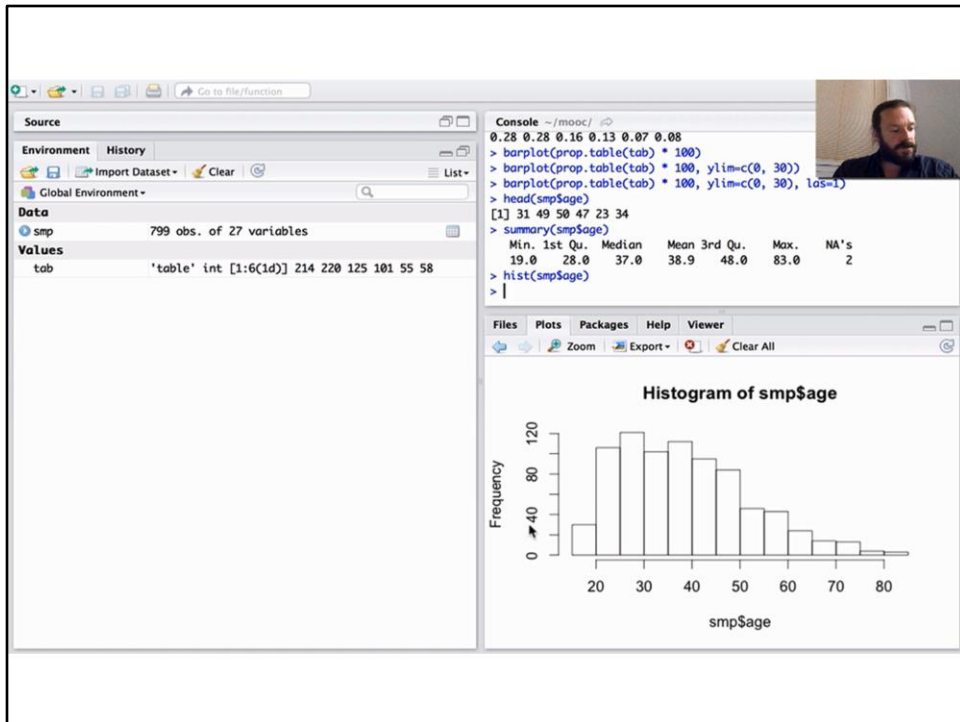 Go to file/function
Source
Environment History
Import Dataset Clear List
Global Environment
Data
smp 799 obs. of 27 variables
Values
tab 'table' int [1:6(1d)] 214 220 125 101 55 58
Console ~/mooc/
0.28 0.28 0.16 0.13 0.07 0.08
> barplot(prop.table(tab) * 100)
> barplot(prop.table(tab) * 100, ylim=c(0, 30))
> barplot(prop.table(tab) * 100, ylim=c(0, 30), las=1)
> head(smp$age)
[1] 31 49 50 47 23 34
> summary(smp$age)
Min. 1st Qu. Median Mean 3rd Qu. Max. NA's
19.0 28.0 37.0 38.9 48.0 83.0 2
> hist(smp$age)
>
Files Plots Packages Help Viewer
Zoom Export Clear All
Histogram of smp$age
Frequency
120
80
40
0
20 30 40 50 60 70 80
smp$age